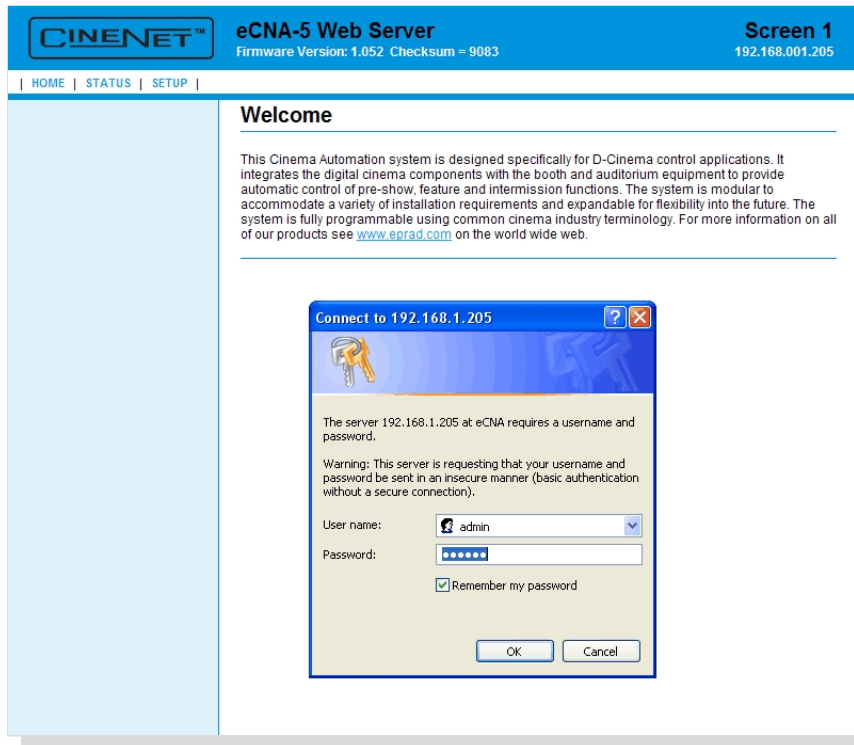 CINENET™
eCNA-5 Web Server
Firmware Version: 1.052 Checksum = 9083
Screen 1
192.168.001.205
| HOME | STATUS | SETUP |
Welcome
This Cinema Automation system is designed specifically for D-Cinema control applications. It
integrates the digital cinema components with the booth and auditorium equipment to provide
automatic control of pre-show, feature and intermission functions. The system is modular to
accommodate a variety of installation requirements and expandable for flexibility into the future. The
system is fully programmable using common cinema industry terminology. For more information on all
of our products see www.eprad.com on the world wide web.
Connect to 192.168.1.205
The server 192.168.1.205 at eCNA requires a username and
password.
Warning: This server is requesting that your username and
password be sent in an insecure manner (basic authentication
without a secure connection).
User name:
admin
Password:
••••••
Remember my password
OK
Cancel